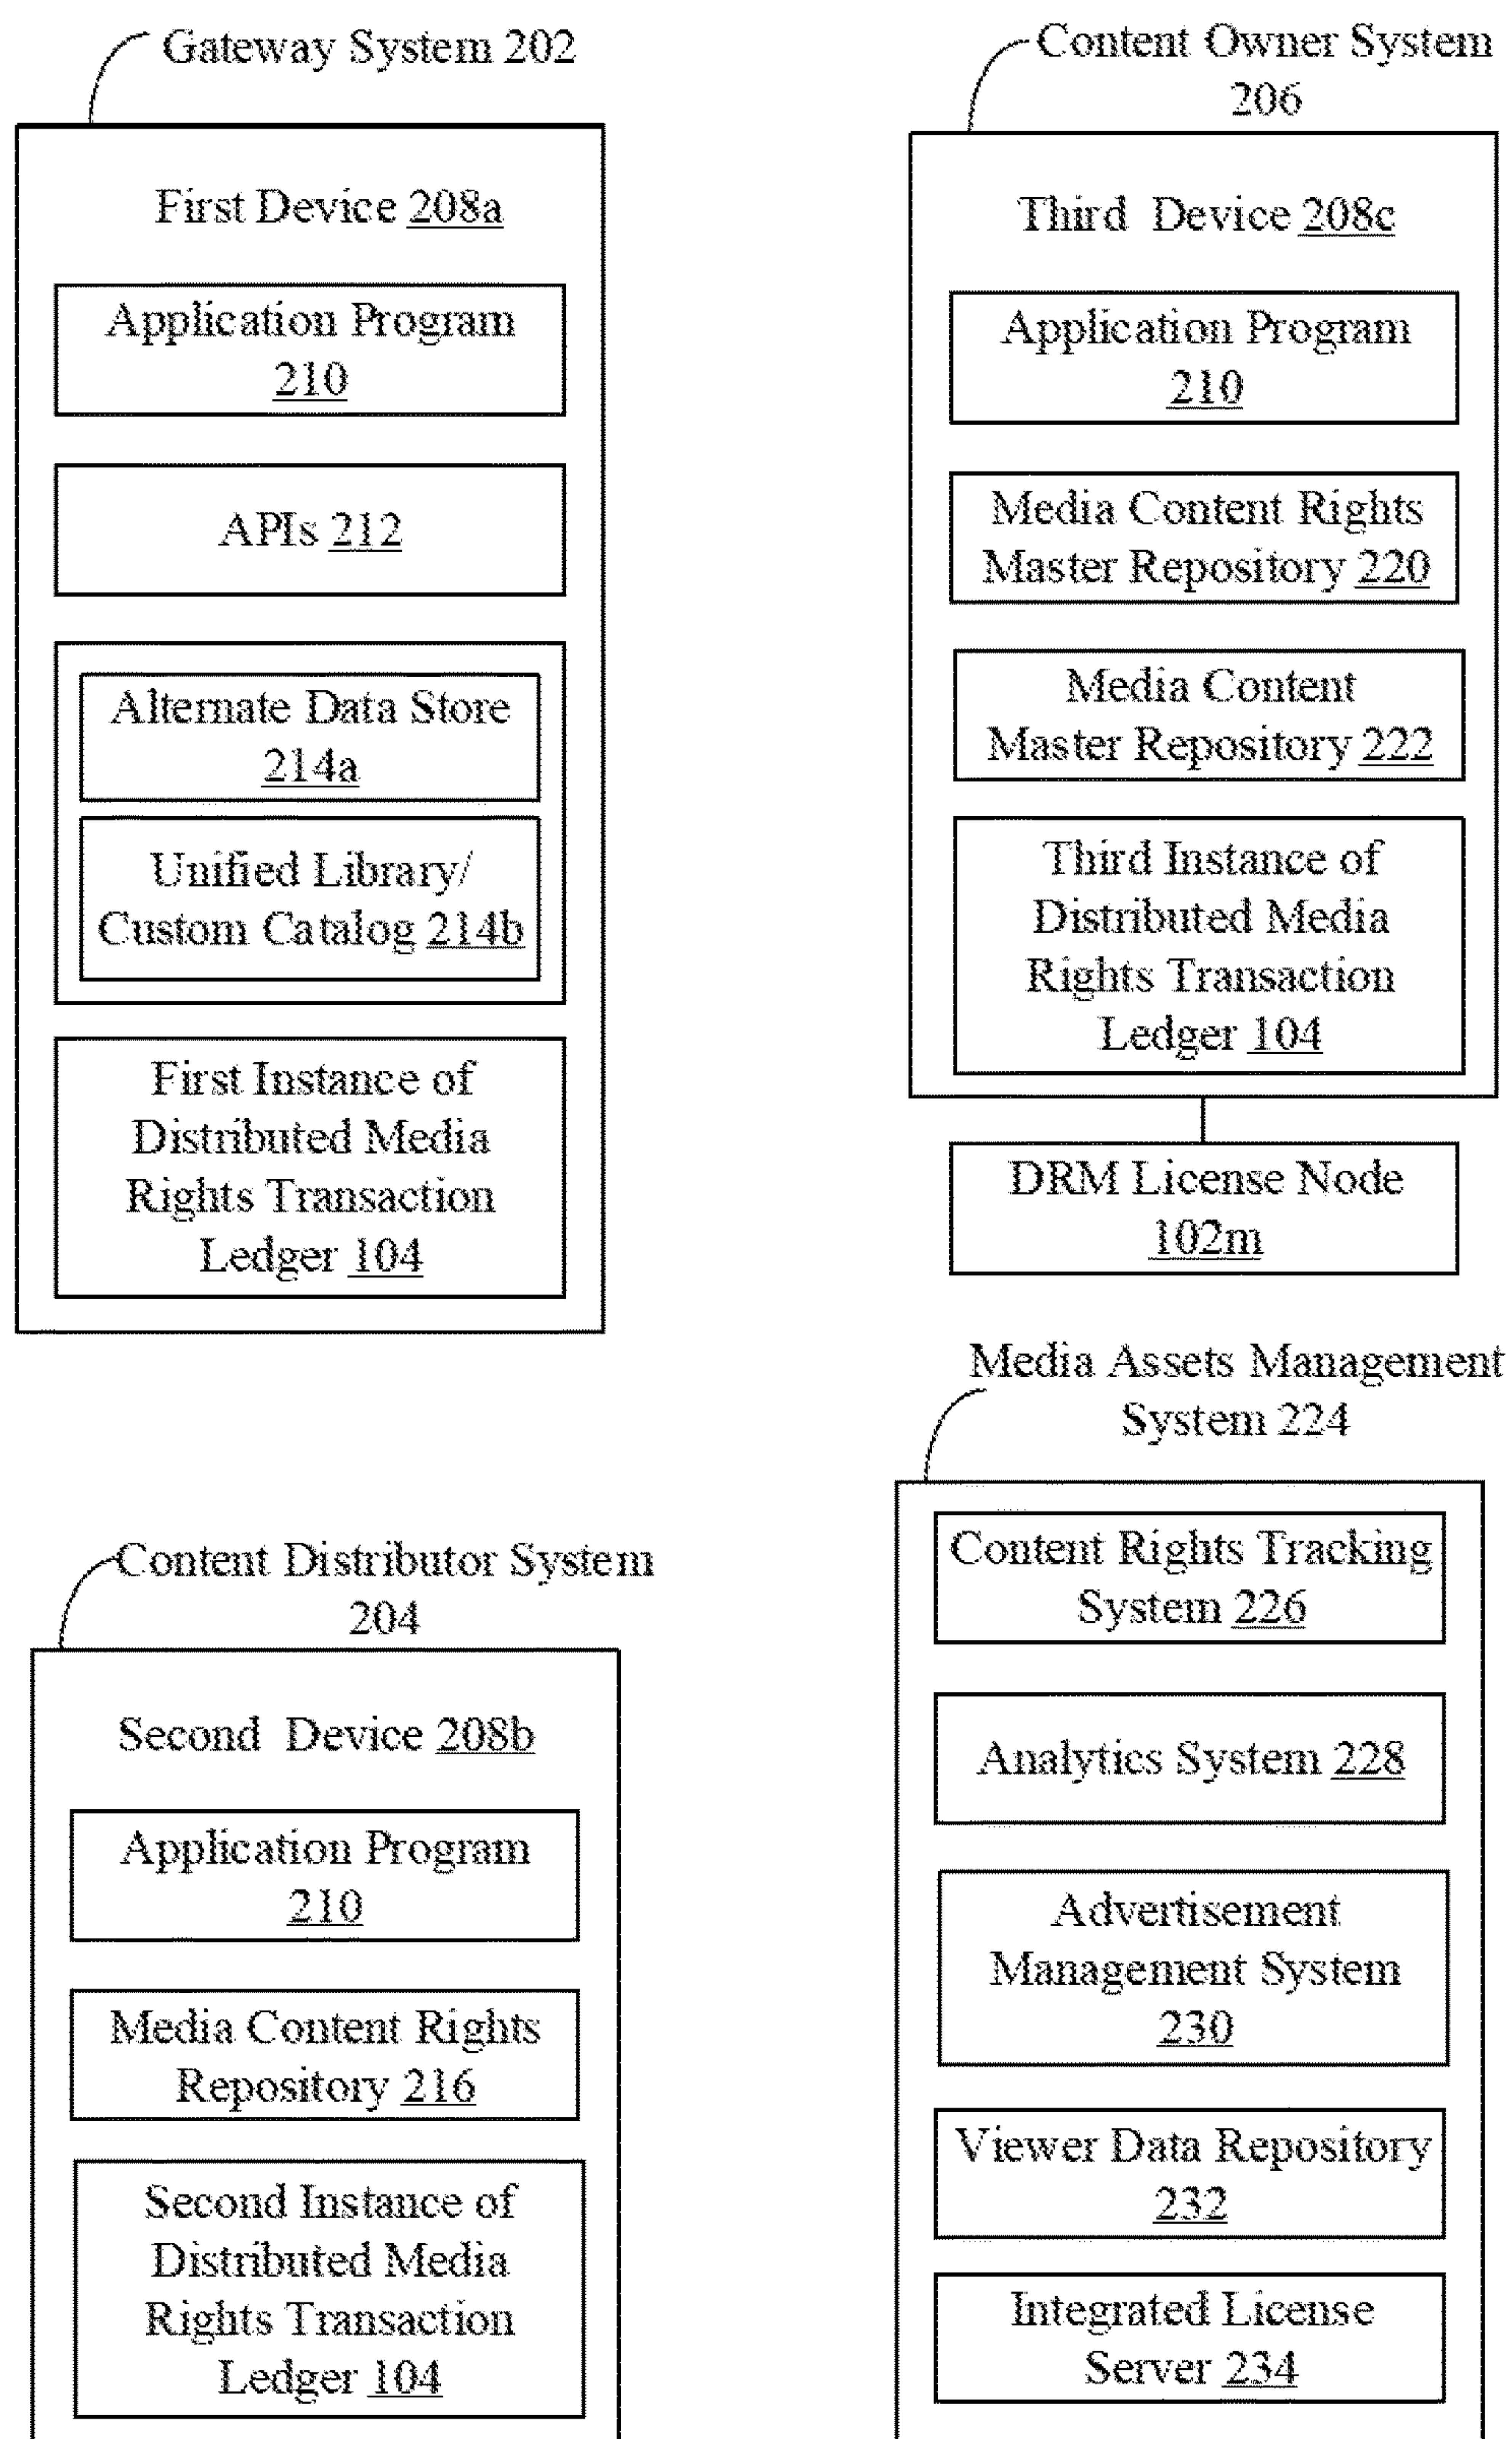 Gateway System 202
First Device 208a
Application Program
210
APIs 212
Alternate Data Store
214a
Unified Library/
Custom Catalog 214b
First Instance of
Distributed Media
Rights Transaction
Ledger 104
Content Owner System
206
Third Device 208c
Application Program
210
Media Content Rights
Master Repository 220
Media Content
Master Repository 222
Third Instance of
Distributed Media
Rights Transaction
Ledger 104
DRM License Node
102m
Content Distributor System
204
Second Device 208b
Application Program
210
Media Content Rights
Repository 216
Second Instance of
Distributed Media
Rights Transaction
Ledger 104
Media Assets Management
System 224
Content Rights Tracking
System 226
Analytics System 228
Advertisement
Management System
230
Viewer Data Repository
232
Integrated License
Server 234